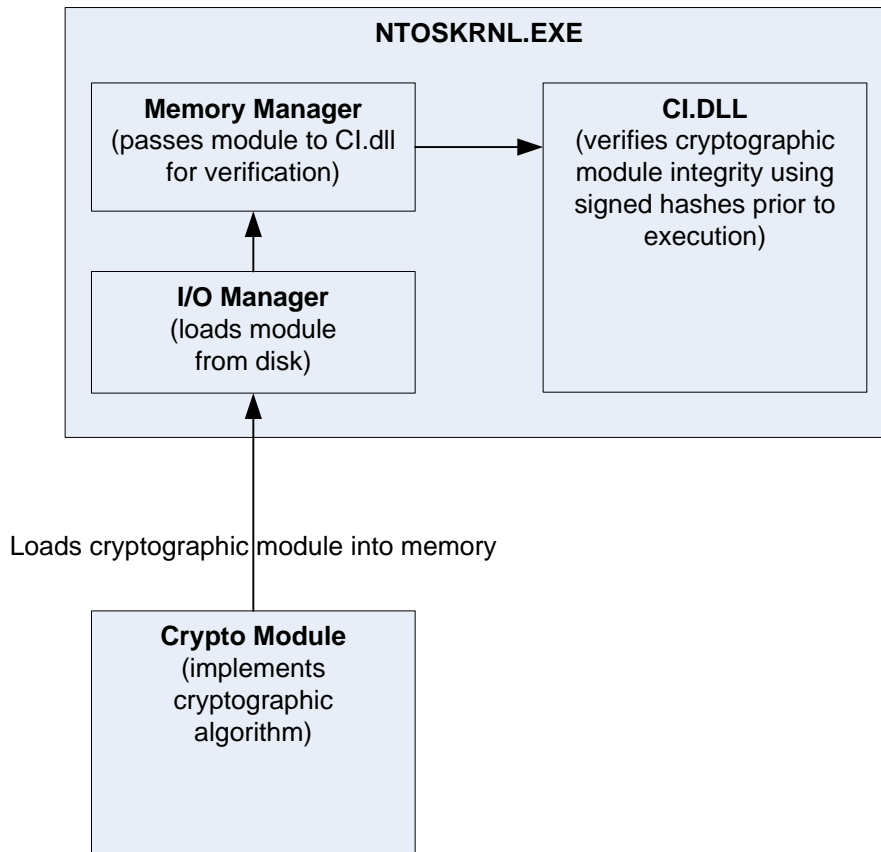 NTOSKRNL.EXE
Memory Manager
(passes module to CI.dll
for verification)
CI.DLL
(verifies cryptographic
module integrity using
signed hashes prior to
execution)
I/O Manager
(loads module
from disk)
Loads cryptographic module into memory
Crypto Module
(implements
cryptographic
algorithm)